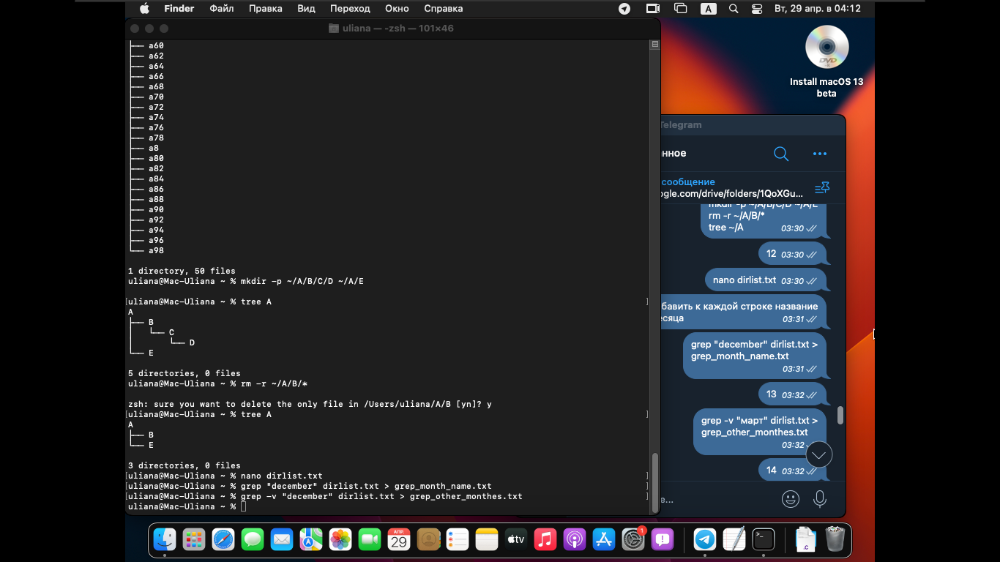 Finder Файл Правка Вид Переход Окно Справка A Вт, 29 апр. в 04:12
uliana — -zsh — 101×46
a60
a62
a64
a66
a68
a70
a72
a74
a76
a78
a8
a80
a82
a84
a86
a88
a90
a92
a94
a96
a98
1 directory, 50 files
uliana@Mac-Uliana ~ % mkdir -p ~/A/B/C/D ~/A/E
[uliana@Mac-Uliana ~ % tree A ]
A
B
C
D
E
5 directories, 0 files
uliana@Mac-Uliana ~ % rm -r ~/A/B/*
zsh: sure you want to delete the only file in /Users/uliana/A/B [yn]? y
[uliana@Mac-Uliana ~ % tree A ]
A
B
E
3 directories, 0 files
[uliana@Mac-Uliana ~ % nano dirlist.txt ]
[uliana@Mac-Uliana ~ % grep "december" dirlist.txt > grep_month_name.txt ]
[uliana@Mac-Uliana ~ % grep -v "december" dirlist.txt > grep_other_monthes.txt ]
uliana@Mac-Uliana ~ %
DVD
Install macOS 13
beta
Telegram
нное
сообщение
ogle.com/drive/folders/1QoXGu...
mkdir -p ~/A/B/C/D ~/A/E
rm -r ~/A/B/*
tree ~/A 03:30
12 03:30
nano dirlist.txt 03:30
бавить к каждой строке название
есяца 03:31
grep "december" dirlist.txt >
grep_month_name.txt
03:31
13 03:32
grep -v "март" dirlist.txt >
grep_other_monthes.txt
03:32
14 03:32
е...
АПР.
29
tv
1
>_
.c